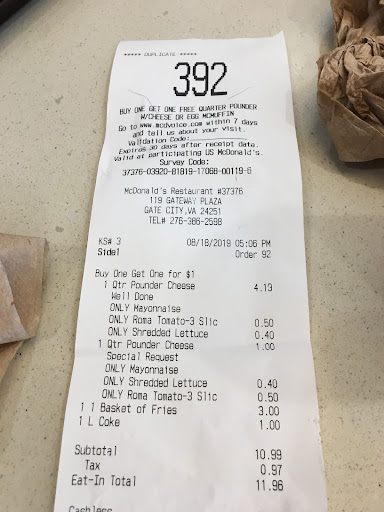 ***** DUPLICATE *****
392
BUY ONE GET ONE FREE QUARTER POUNDER
W/CHEESE OR EGG MCMUFFIN
Go to www.mcdvoice.com within 7 days
and tell us about your visit.
Validation Code:
Expires 30 days after receipt date.
Valid at participating US McDonald's.
Survey Code:
37376-03920-81819-17068-00119-6
McDonald's Restaurant #37376
119 GATEWAY PLAZA
GATE CITY,VA 24251
TEL# 276-386-2598
KS# 3 08/18/2019 05:06 PM
Side1 Order 92
Buy One Get One for $1
1 Qtr Pounder Cheese 4.13
Well Done
ONLY Mayonnaise
ONLY Roma Tomato-3 Slic 0.50
ONLY Shredded Lettuce 0.40
1 Qtr Pounder Cheese 1.00
Special Request
ONLY Mayonnaise
ONLY Shredded Lettuce 0.40
ONLY Roma Tomato-3 Slic 0.50
1 1 Basket of Fries 3.00
1 L Coke 1.00
Subtotal 10.99
Tax 0.97
Eat-In Total 11.96
Cashless